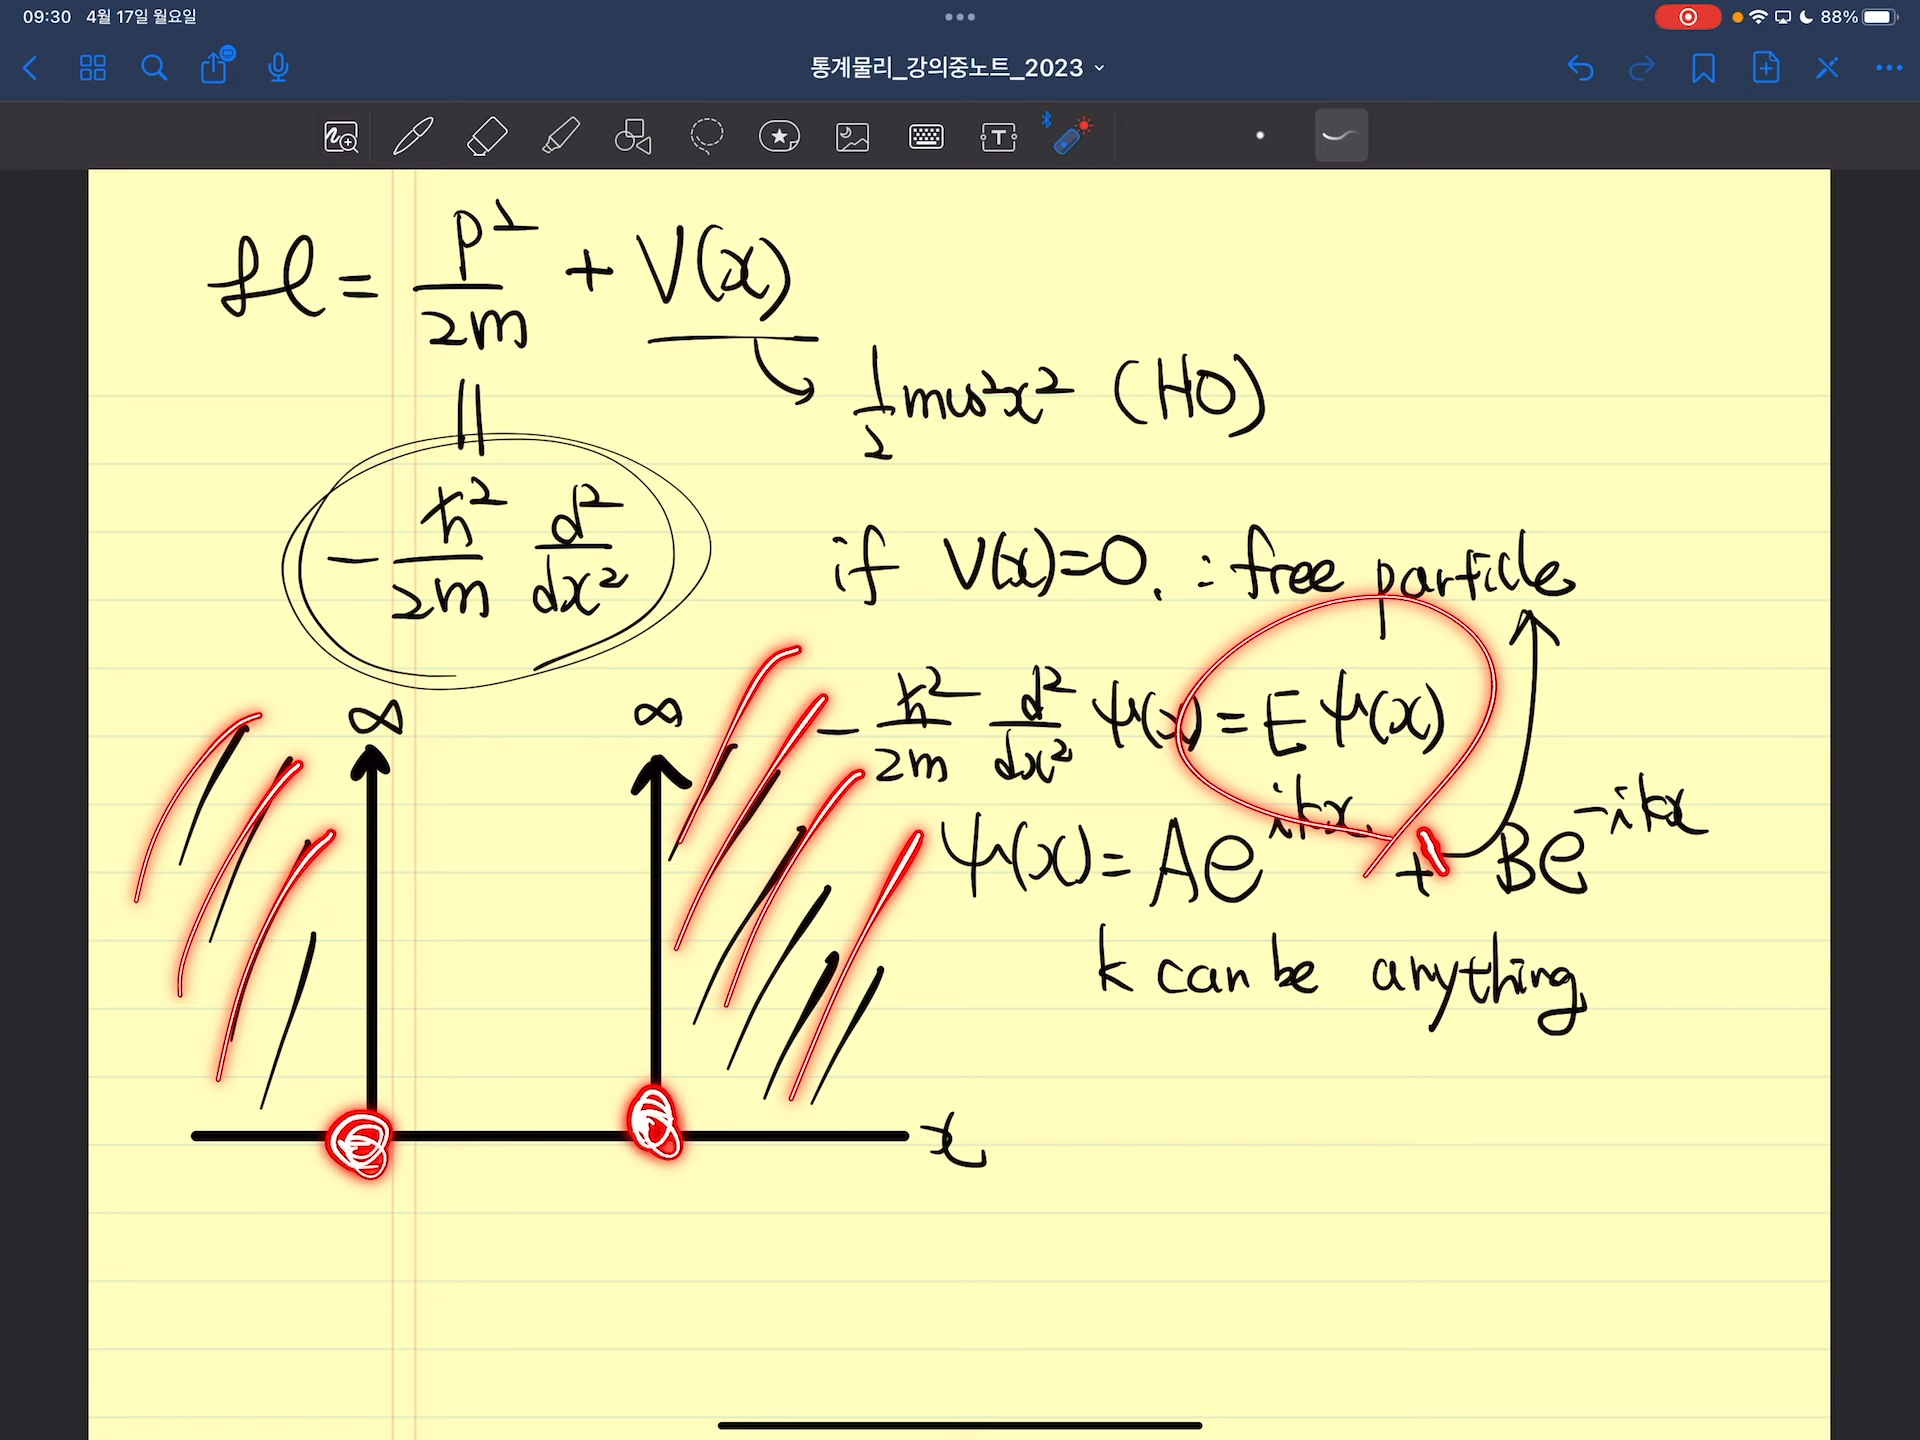 09:30 4월 17일 월요일
88%
통계물리_강의중노트_2023
T
ℋ = p²/2m + V(x)
½mω²x² (HO)
‖
-ℏ²/2m d²/dx²
if V(x)=0. : free particle
-ℏ²/2m d²/dx² ψ(x) = Eψ(x)
∞ ∞
ψ(x) = Ae^{ikx} + Be^{-ikx}
k can be anything
x